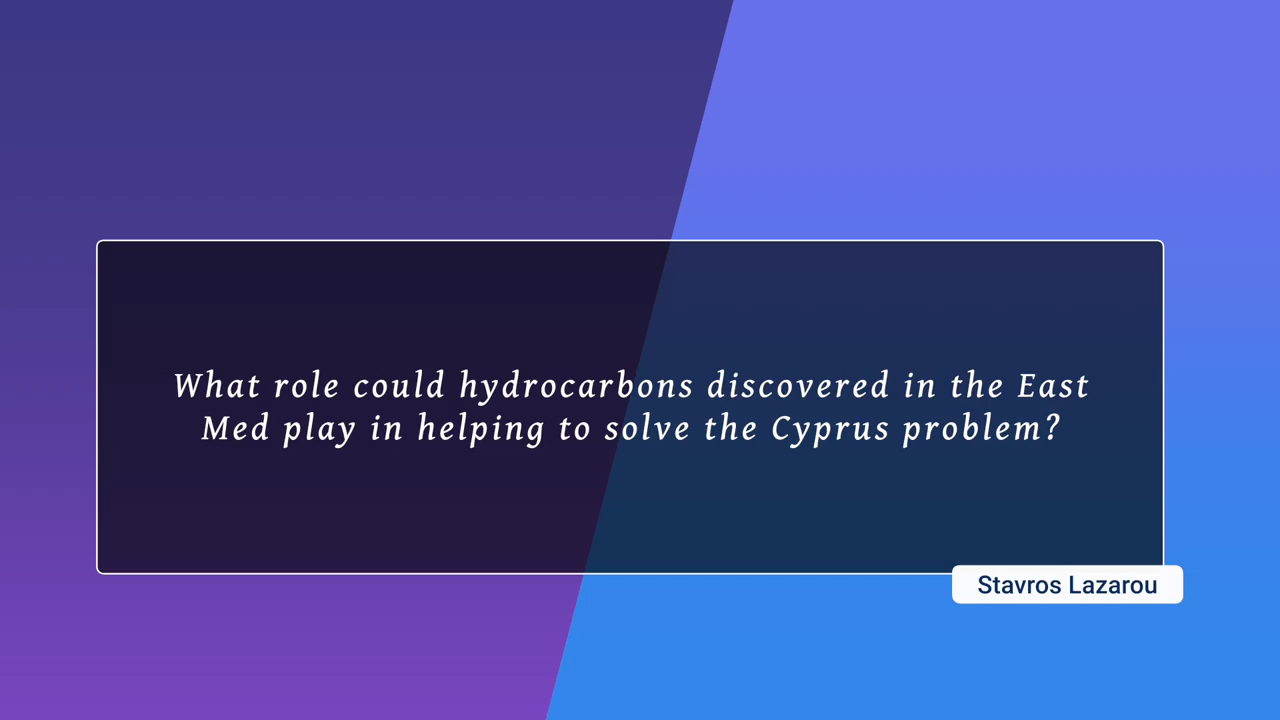 What role could hydrocarbons discovered in the East
Med play in helping to solve the Cyprus problem?
Stavros Lazarou